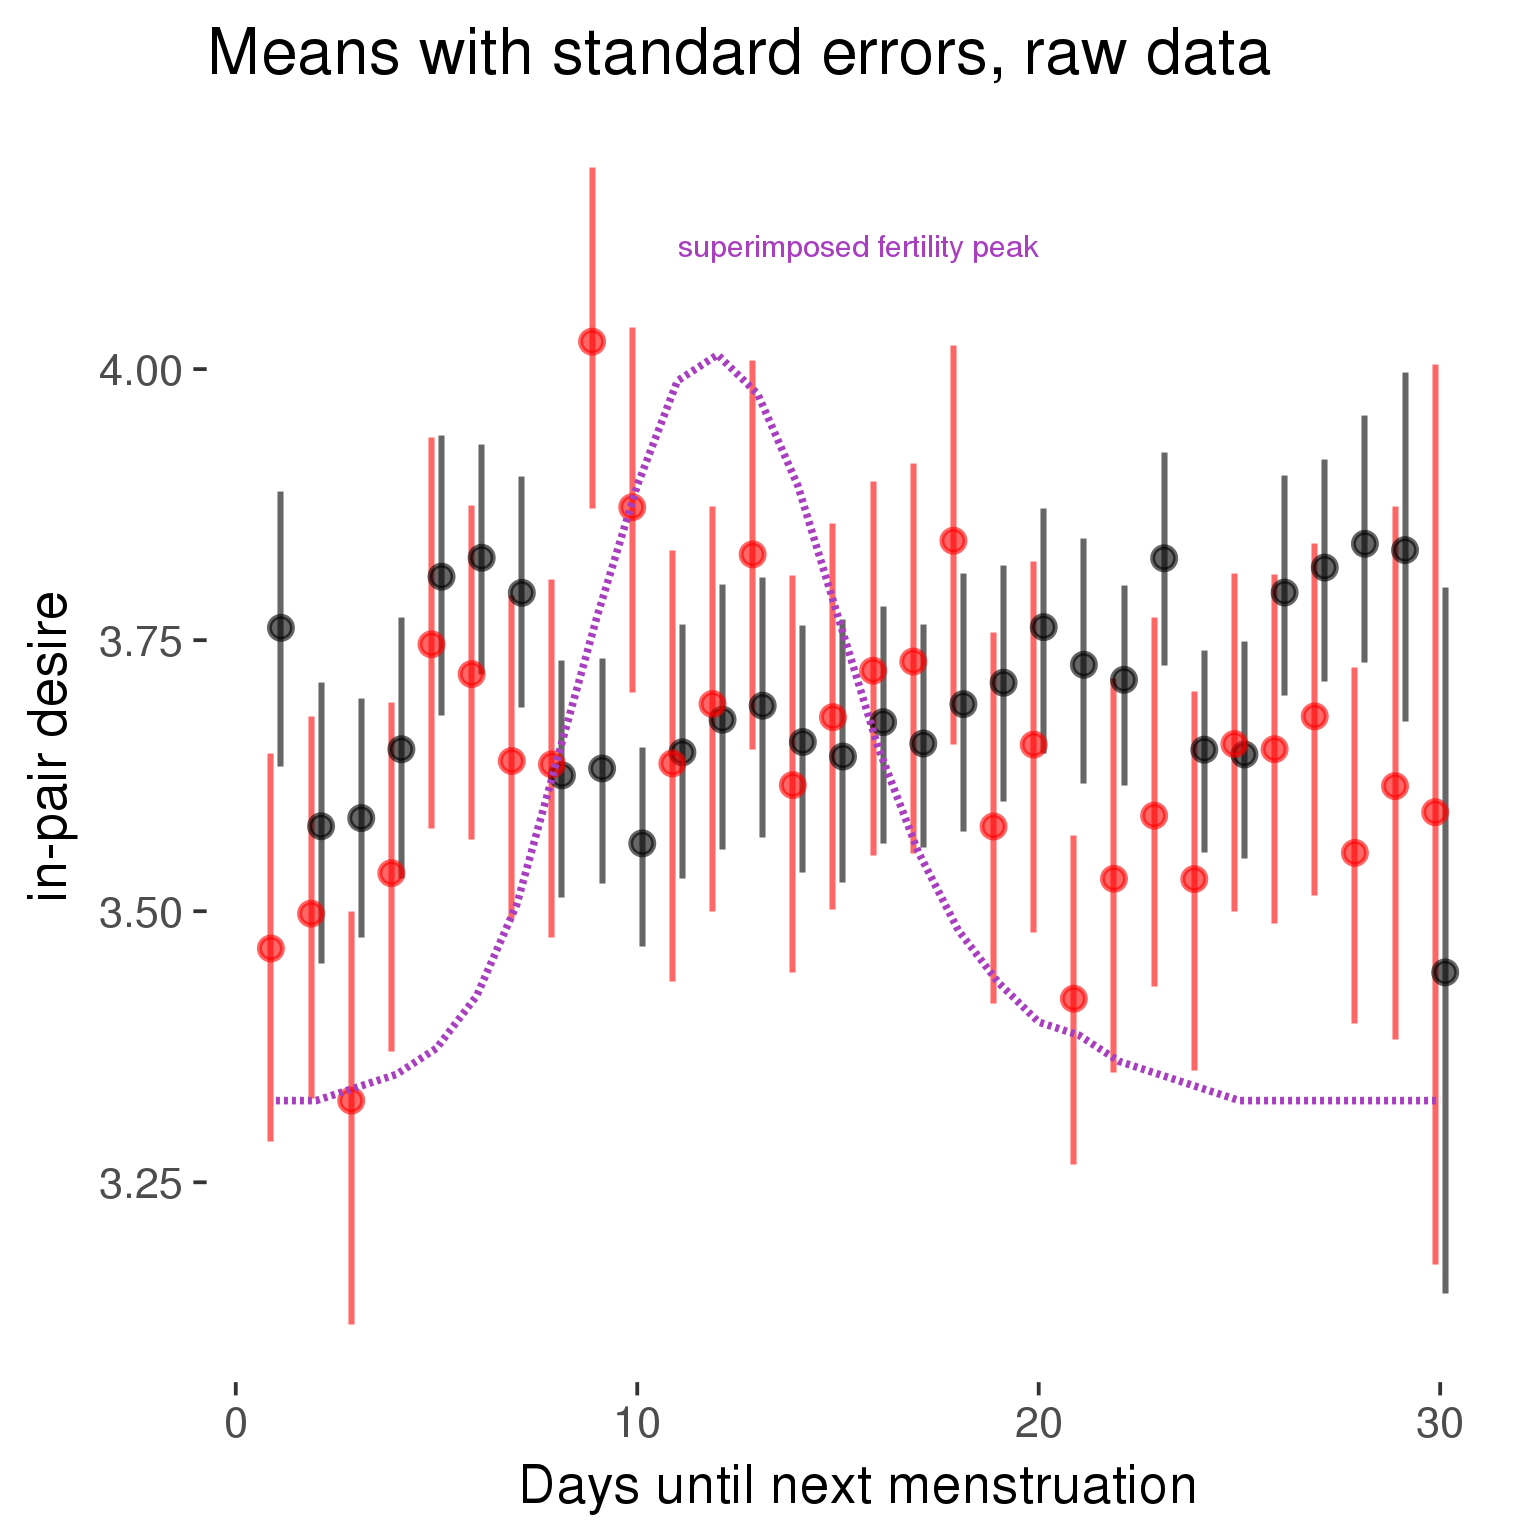 Means with standard errors, raw data
superimposed fertility peak
in-pair desire
4.00
3.75
3.50
3.25
0 10 20 30
Days until next menstruation